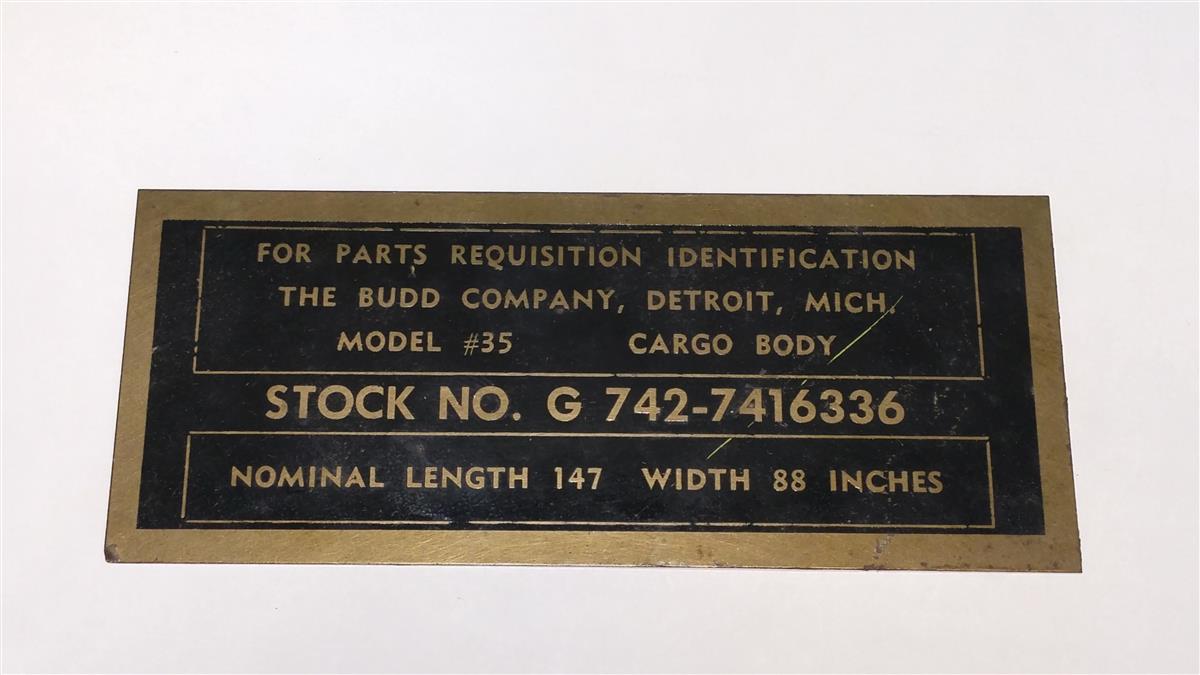 FOR PARTS REQUISITION IDENTIFICATION
THE BUDD COMPANY, DETROIT, MICH.
MODEL #35 CARGO BODY
STOCK NO. G 742-7416336
NOMINAL LENGTH 147 WIDTH 88 INCHES